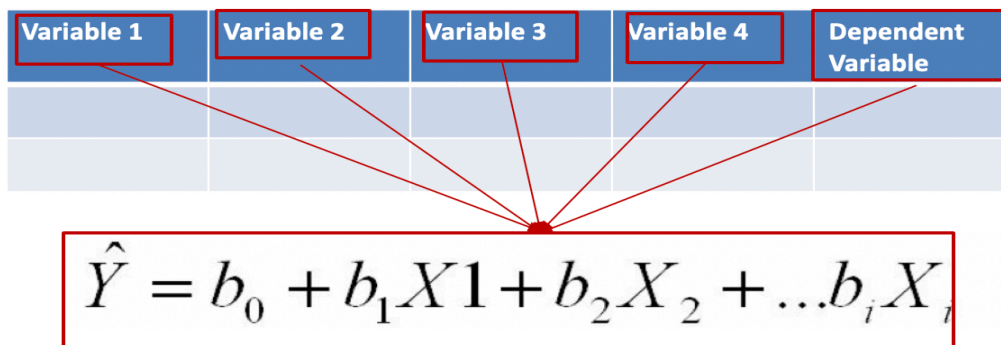 Variable 1 Variable 2 Variable 3 Variable 4 Dependent
Variable
Ŷ = b₀ + b₁X1 + b₂X₂ + ...bᵢXᵢ